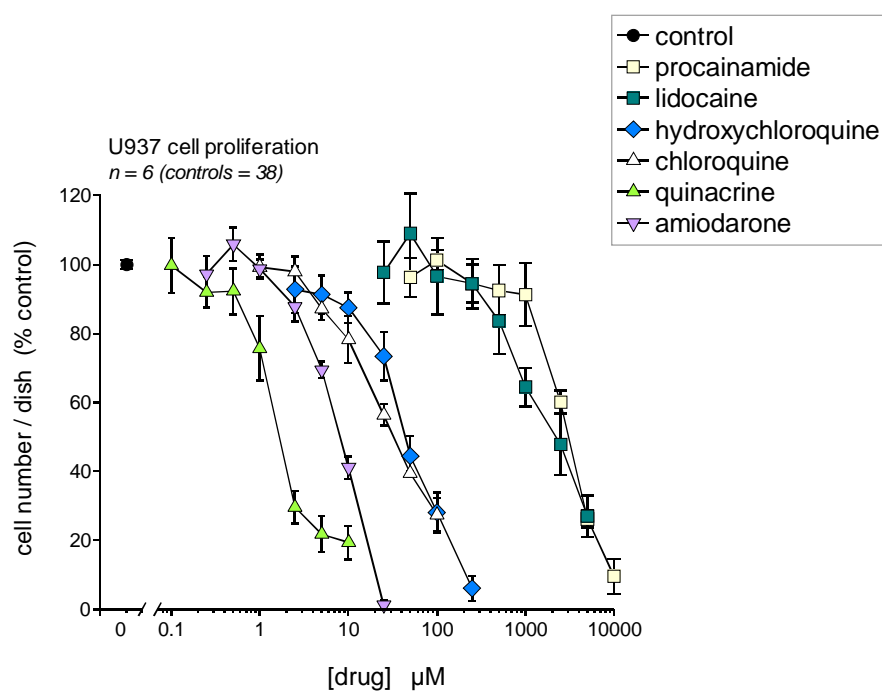 control
procainamide
lidocaine
hydroxychloroquine
chloroquine
quinacrine
amiodarone
U937 cell proliferation
n = 6 (controls = 38)
cell number / dish (% control)
120
100
80
60
40
20
0
0 0.1 1 10 100 1000 10000
[drug] µM